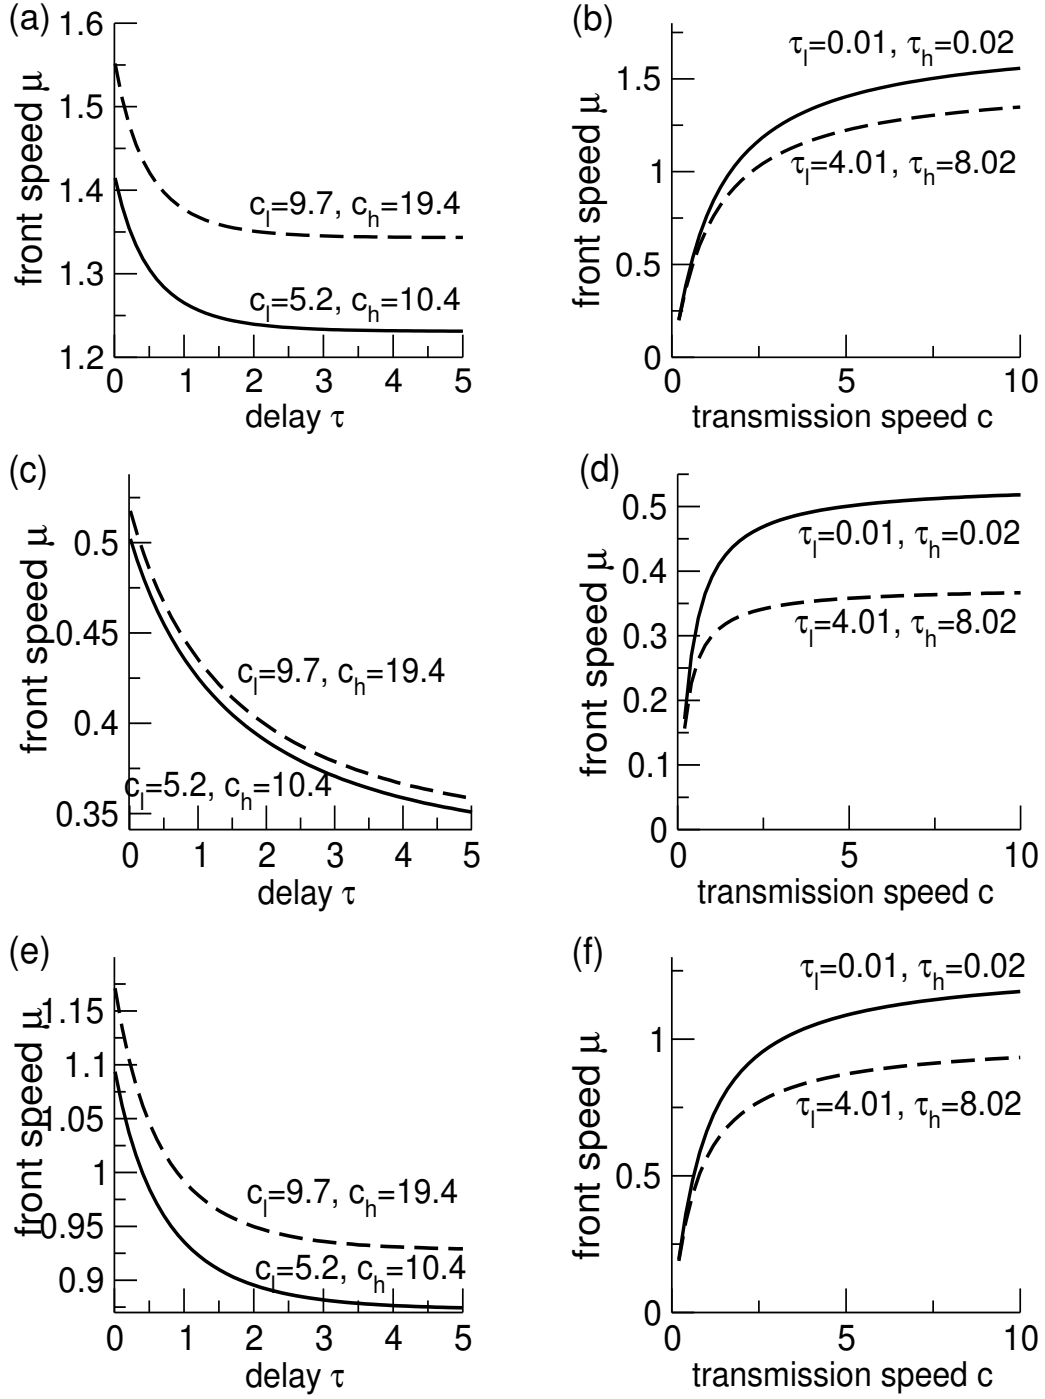 (a)
front speed μ
1.6
1.5
1.4
1.3
1.2
c_l=9.7, c_h=19.4
c_l=5.2, c_h=10.4
0 1 2 3 4 5
delay τ
(b)
front speed μ
1.5
1
0.5
0
τ_l=0.01, τ_h=0.02
τ_l=4.01, τ_h=8.02
0 5 10
transmission speed c
(c)
front speed μ
0.5
0.45
0.4
0.35
c_l=9.7, c_h=19.4
c_l=5.2, c_h=10.4
0 1 2 3 4 5
delay τ
(d)
front speed μ
0.5
0.4
0.3
0.2
0.1
0
τ_l=0.01, τ_h=0.02
τ_l=4.01, τ_h=8.02
0 5 10
transmission speed c
(e)
front speed μ
1.15
1.1
1.05
1
0.95
0.9
c_l=9.7, c_h=19.4
c_l=5.2, c_h=10.4
0 1 2 3 4 5
delay τ
(f)
front speed μ
1
0.5
0
τ_l=0.01, τ_h=0.02
τ_l=4.01, τ_h=8.02
0 5 10
transmission speed c